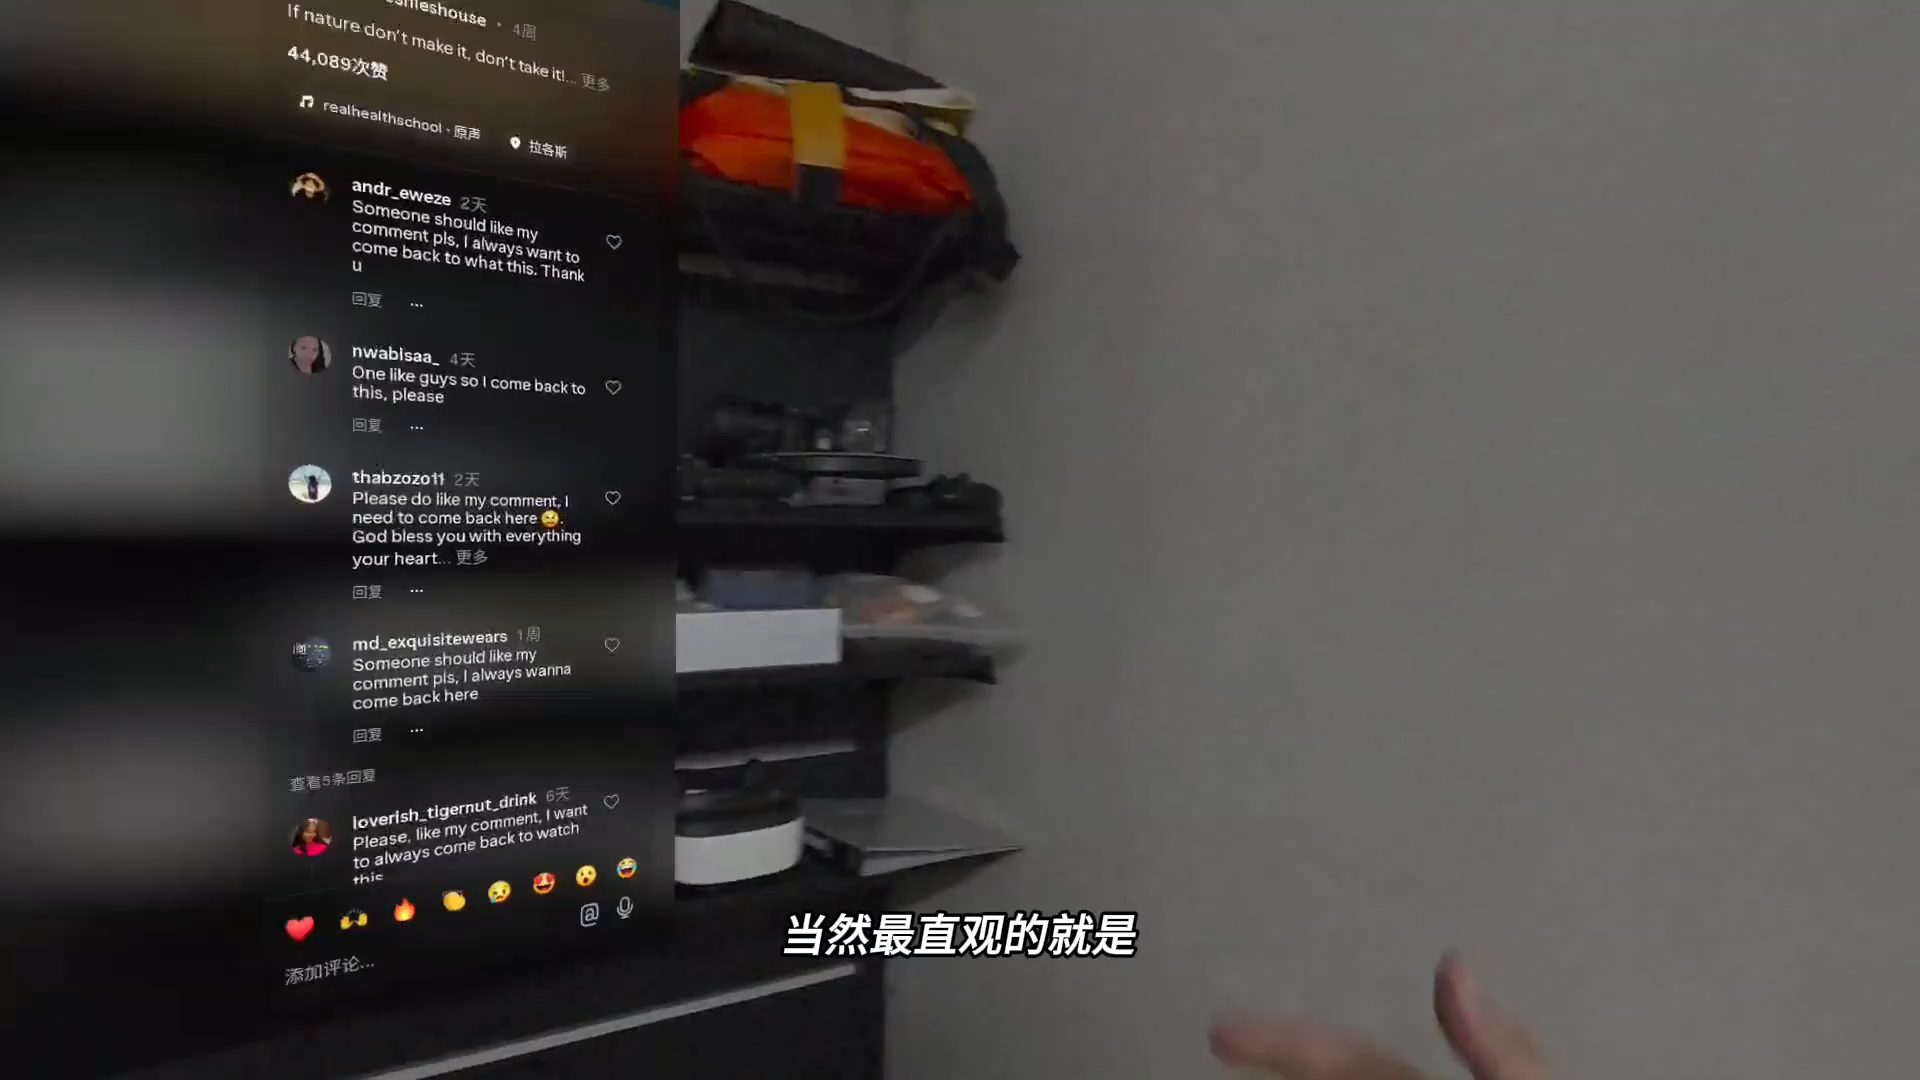 If nature don't make it, don't take it!... 更多
44,089次赞
realhealthschool · 原声
拉各斯
andr_eweze 2天
Someone should like my
comment pls, I always want to
come back to what this. Thank
u
回复 ...
nwabisaa_ 4天
One like guys so I come back to
this, please
回复 ...
thabzozo11 2天
Please do like my comment, I
need to come back here 😆.
God bless you with everything
your heart... 更多
回复 ...
md_exquisitewears 1周
Someone should like my
comment pls, I always wanna
come back here
回复 ...
查看5条回复
loverish_tigernut_drink 6天
Please, like my comment, I want
to always come back to watch
this
添加评论...
当然最直观的就是